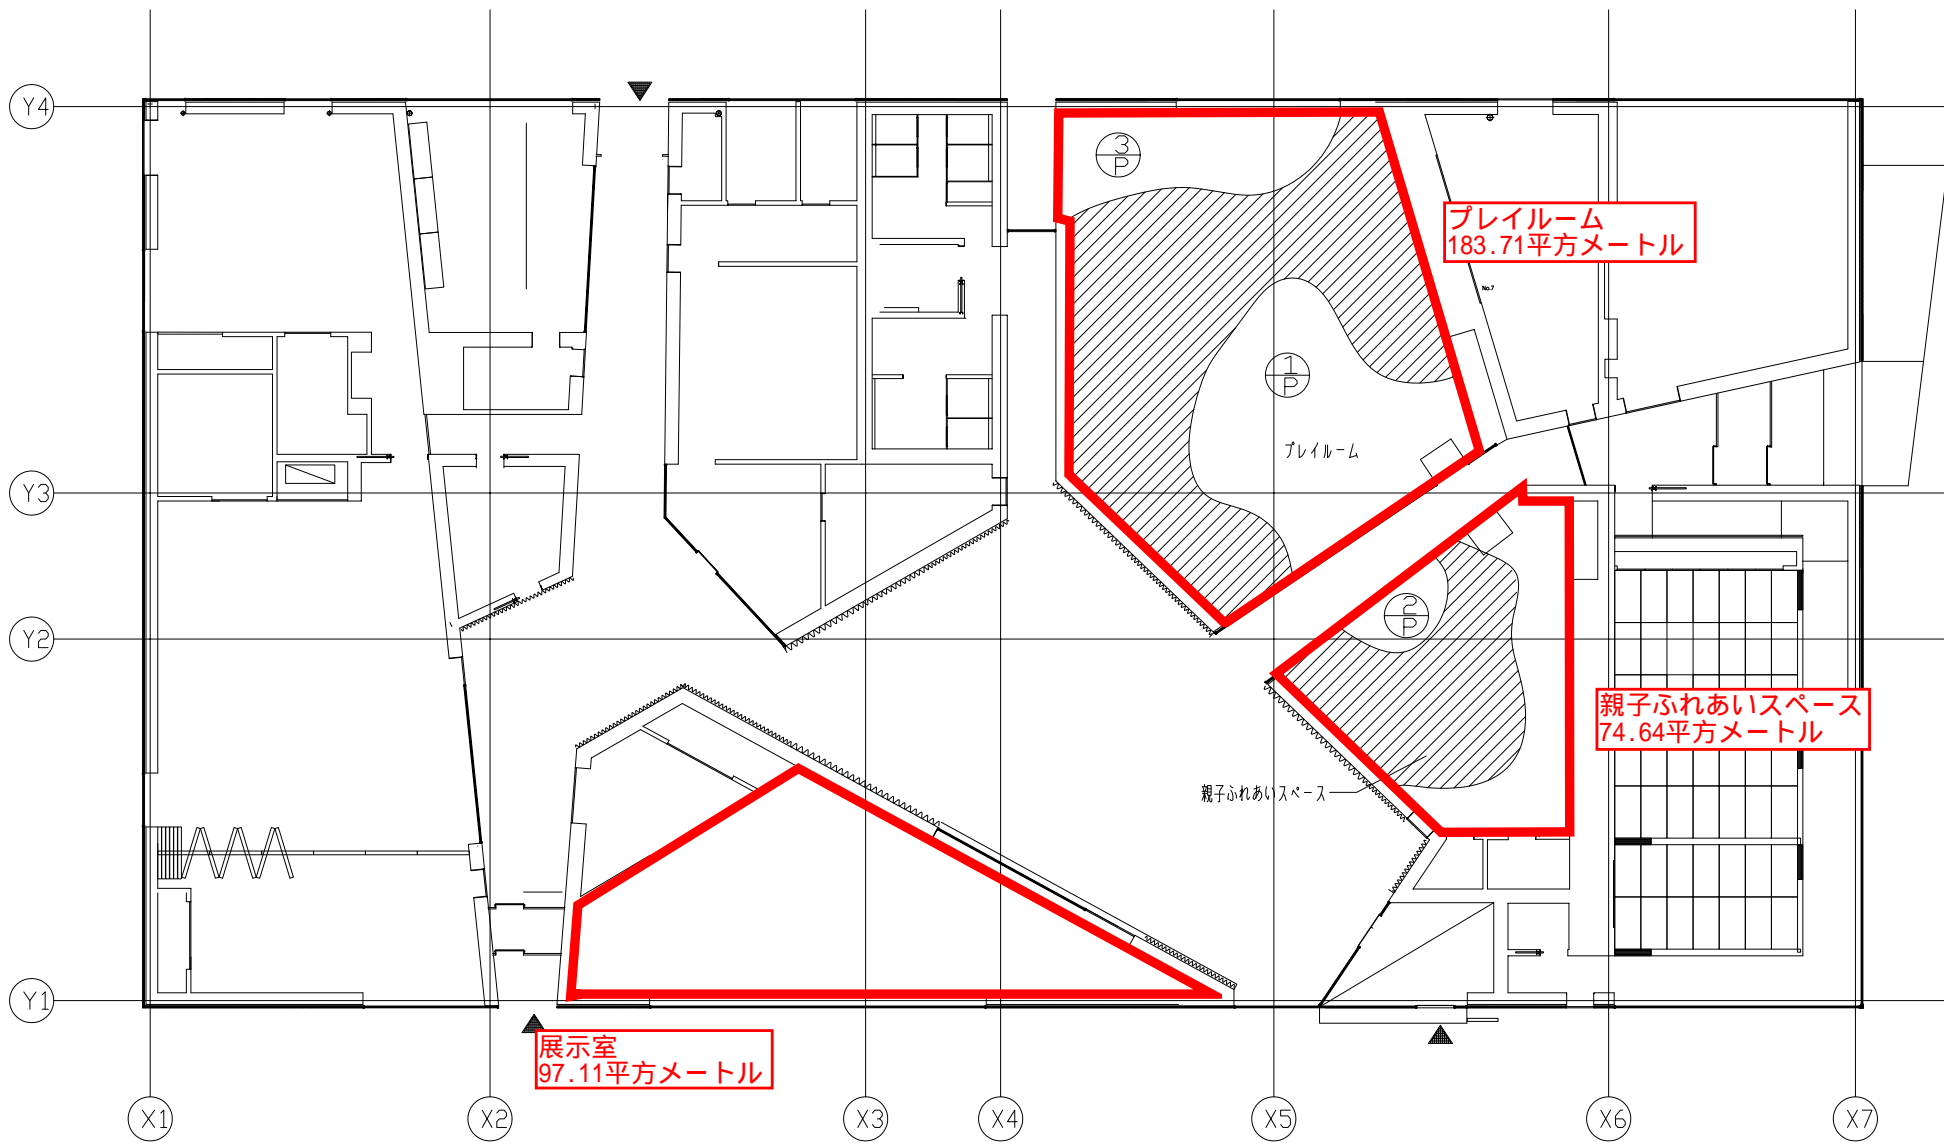 Y4
3
P
プレイルーム
183.71平方メートル
No.7
1
P
プレイルーム
Y3
2
P
Y2
親子ふれあいスペース
74.64平方メートル
親子ふれあいスペース
Y1
展示室
97.11平方メートル
X1
X2
X3
X4
X5
X6
X7